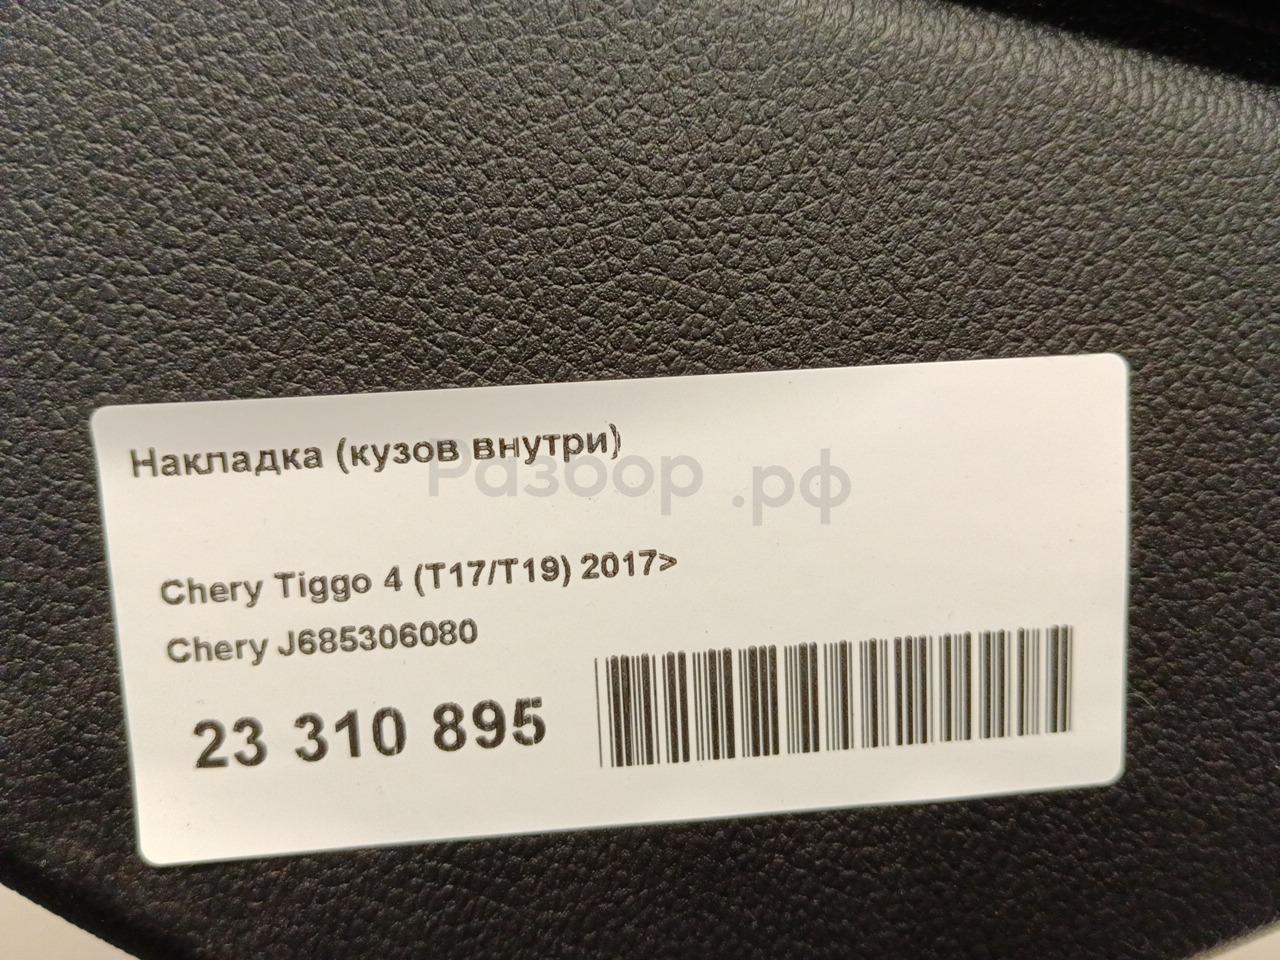 Накладка (кузов внутри)
Разбор.рф
Chery Tiggo 4 (T17/T19) 2017>
Chery J685306080
23 310 895